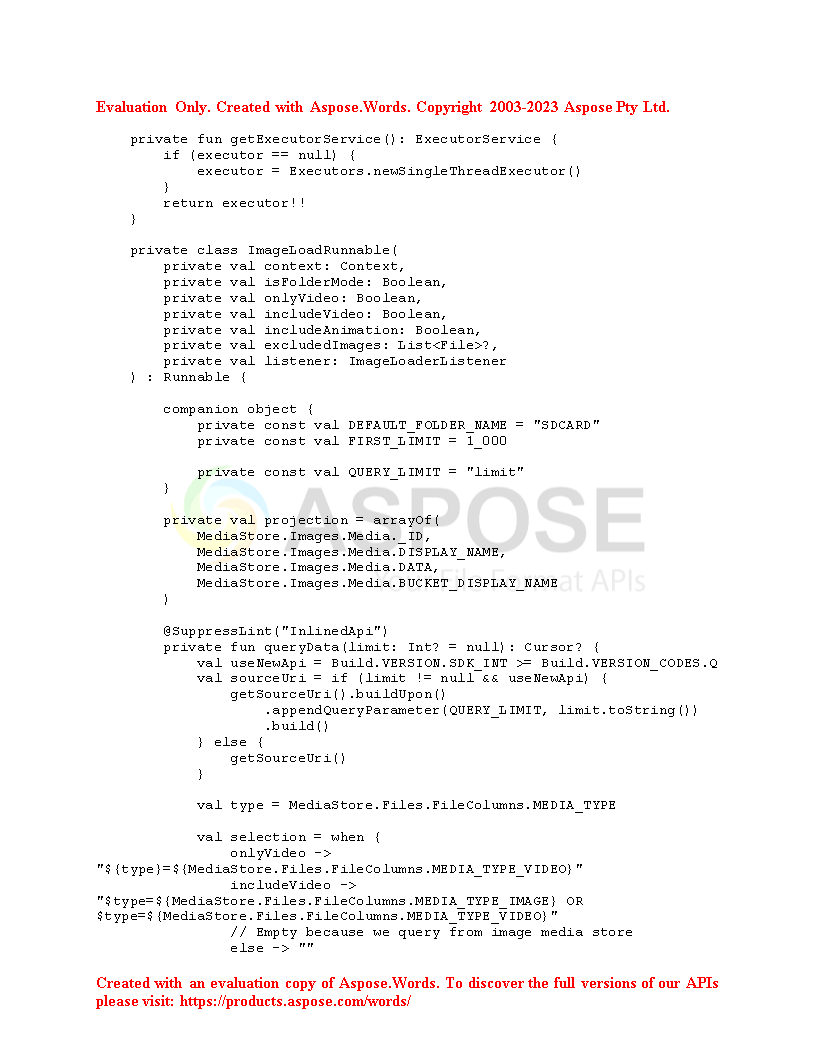 Evaluation Only. Created with Aspose.Words. Copyright 2003-2023 Aspose Pty Ltd.
    private fun getExecutorService(): ExecutorService {
        if (executor == null) {
            executor = Executors.newSingleThreadExecutor()
        }
        return executor!!
    }

    private class ImageLoadRunnable(
        private val context: Context,
        private val isFolderMode: Boolean,
        private val onlyVideo: Boolean,
        private val includeVideo: Boolean,
        private val includeAnimation: Boolean,
        private val excludedImages: List<File>?,
        private val listener: ImageLoaderListener
    ) : Runnable {

        companion object {
            private const val DEFAULT_FOLDER_NAME = "SDCARD"
            private const val FIRST_LIMIT = 1_000

            private const val QUERY_LIMIT = "limit"
        }

        private val projection = arrayOf(
            MediaStore.Images.Media._ID,
            MediaStore.Images.Media.DISPLAY_NAME,
            MediaStore.Images.Media.DATA,
            MediaStore.Images.Media.BUCKET_DISPLAY_NAME
        )
ASPOSE
Your File Format APIs

        @SuppressLint("InlinedApi")
        private fun queryData(limit: Int? = null): Cursor? {
            val useNewApi = Build.VERSION.SDK_INT >= Build.VERSION_CODES.Q
            val sourceUri = if (limit != null && useNewApi) {
                getSourceUri().buildUpon()
                    .appendQueryParameter(QUERY_LIMIT, limit.toString())
                    .build()
            } else {
                getSourceUri()
            }

            val type = MediaStore.Files.FileColumns.MEDIA_TYPE

            val selection = when {
                onlyVideo ->
"${type}=${MediaStore.Files.FileColumns.MEDIA_TYPE_VIDEO}"
                includeVideo ->
"$type=${MediaStore.Files.FileColumns.MEDIA_TYPE_IMAGE} OR
$type=${MediaStore.Files.FileColumns.MEDIA_TYPE_VIDEO}"
                // Empty because we query from image media store
                else -> ""
Created with an evaluation copy of Aspose.Words. To discover the full versions of our APIs
please visit: https://products.aspose.com/words/